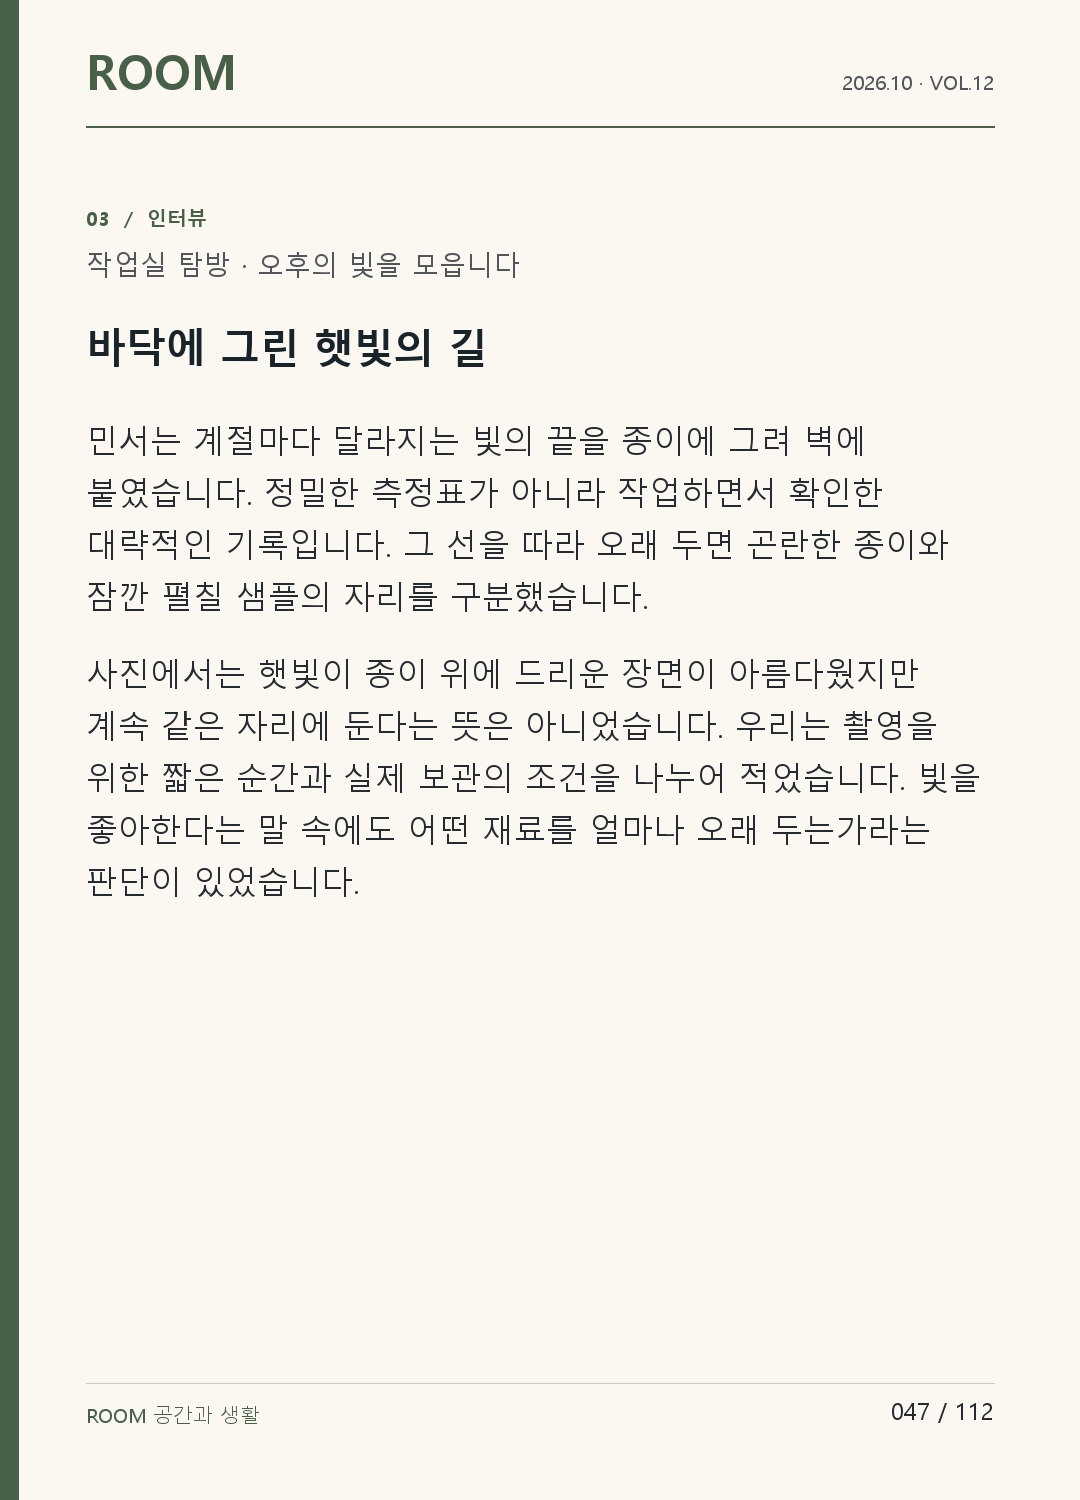 ROOM
2026.10 · VOL.12
03 / 인터뷰
작업실 탐방 · 오후의 빛을 모읍니다
바닥에 그린 햇빛의 길
민서는 계절마다 달라지는 빛의 끝을 종이에 그려 벽에
붙였습니다. 정밀한 측정표가 아니라 작업하면서 확인한
대략적인 기록입니다. 그 선을 따라 오래 두면 곤란한 종이와
잠깐 펼칠 샘플의 자리를 구분했습니다.
사진에서는 햇빛이 종이 위에 드리운 장면이 아름다웠지만
계속 같은 자리에 둔다는 뜻은 아니었습니다. 우리는 촬영을
위한 짧은 순간과 실제 보관의 조건을 나누어 적었습니다. 빛을
좋아한다는 말 속에도 어떤 재료를 얼마나 오래 두는가라는
판단이 있었습니다.
ROOM 공간과 생활
047 / 112